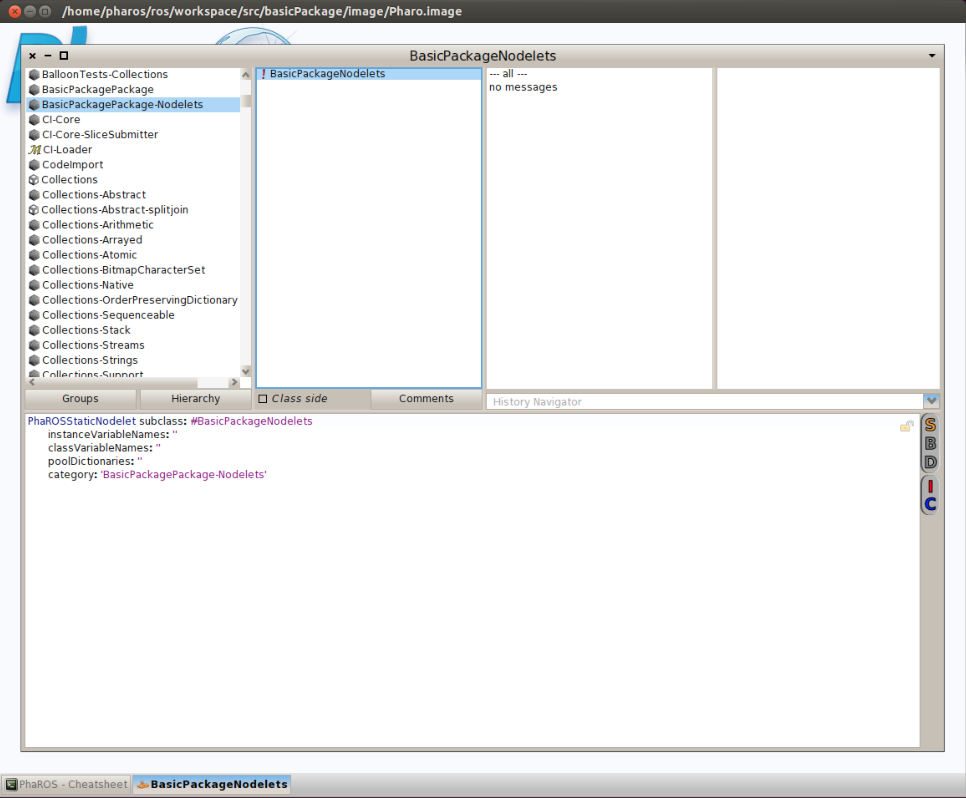 /home/pharos/ros/workspace/src/basicPackage/image/Pharo.image
BasicPackageNodelets
BalloonTests-Collections
BasicPackagePackage
BasicPackagePackage-Nodelets
CI-Core
CI-Core-SliceSubmitter
CI-Loader
CodeImport
Collections
Collections-Abstract
Collections-Abstract-splitjoin
Collections-Arithmetic
Collections-Arrayed
Collections-Atomic
Collections-BitmapCharacterSet
Collections-Native
Collections-OrderPreservingDictionary
Collections-Sequenceable
Collections-Stack
Collections-Streams
Collections-Strings
Collections-Support
! BasicPackageNodelets
-- all --
no messages
Groups
Hierarchy
Class side
Comments
History Navigator
PhaROSStaticNodelet subclass: #BasicPackageNodelets
instanceVariableNames: ''
classVariableNames: ''
poolDictionaries: ''
category: 'BasicPackagePackage-Nodelets'
S
B
D
I
C
PhaROS - Cheatsheet
BasicPackageNodelets